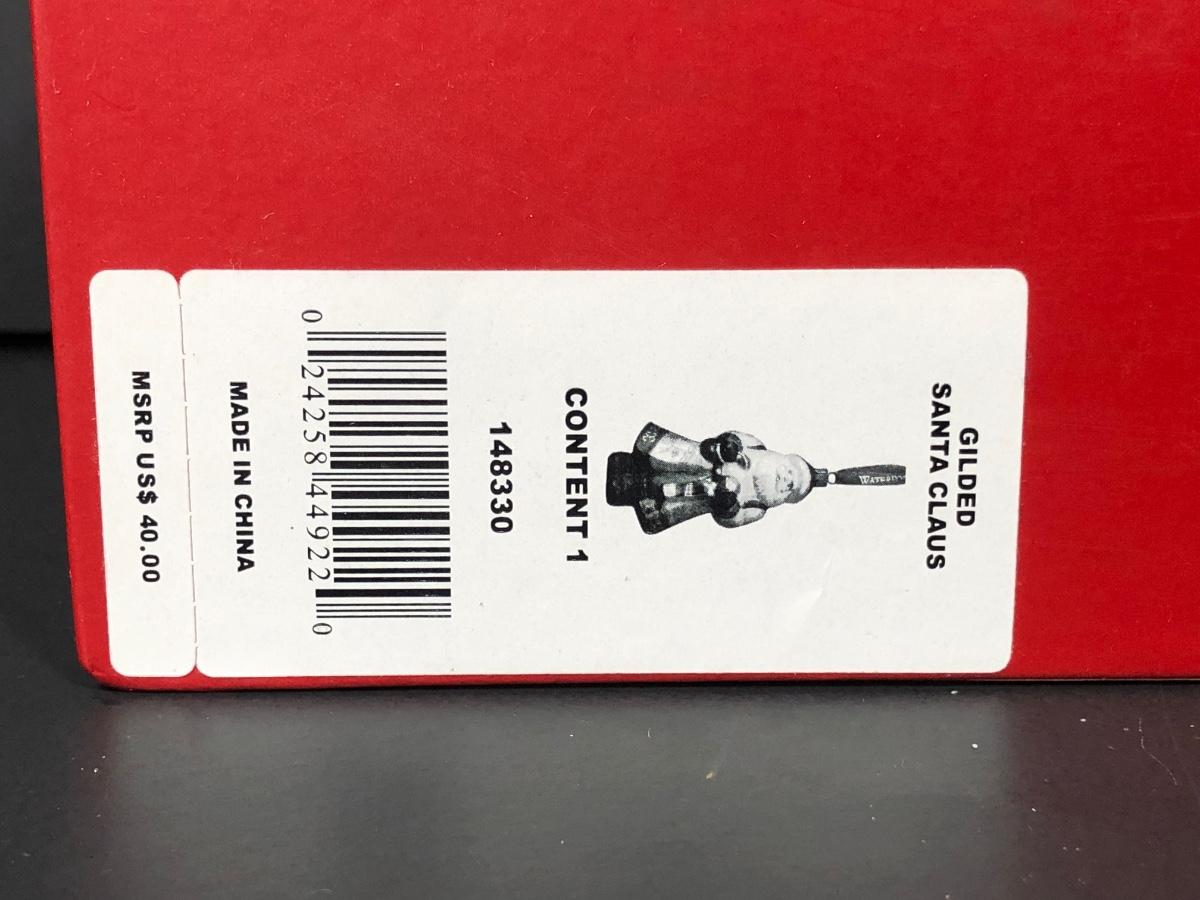 GILDED
SANTA CLAUS
CONTENT 1
148330
0 24258 44922 0
MADE IN CHINA
MSRP US$ 40.00